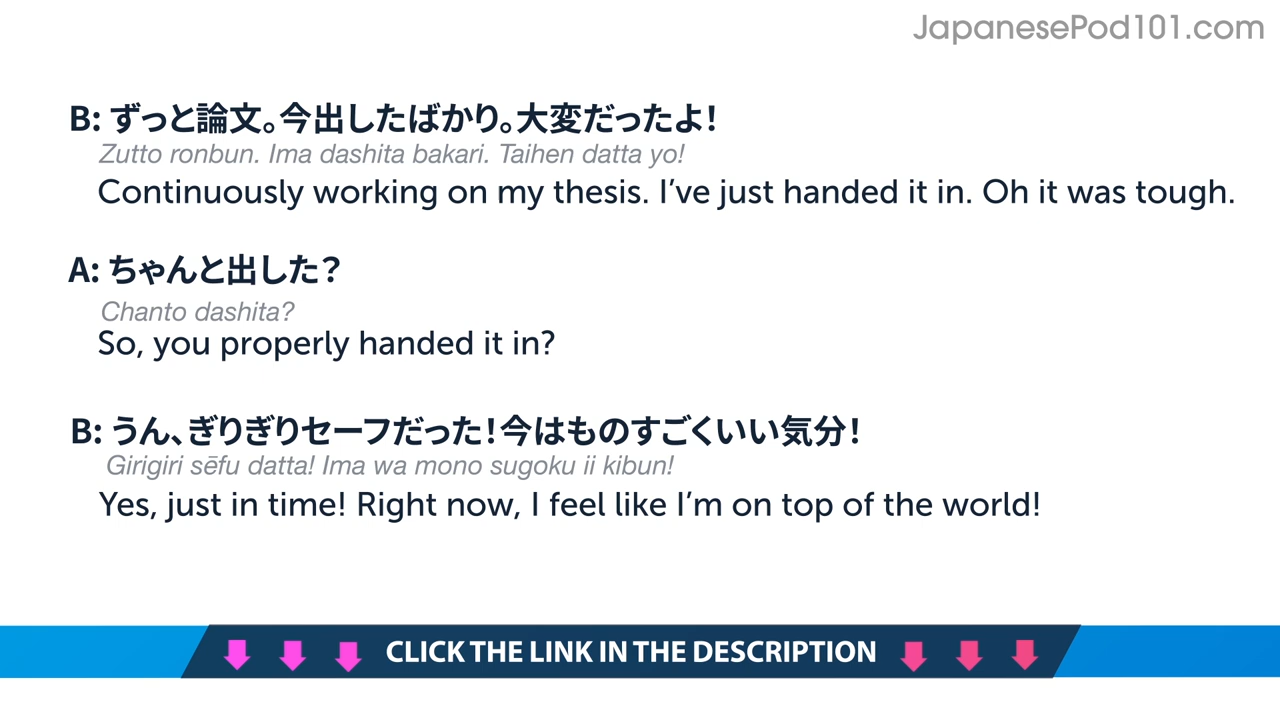 JapanesePod101.com
B: ずっと論文。今出したばかり。大変だったよ！
Zutto ronbun. Ima dashita bakari. Taihen datta yo!
Continuously working on my thesis. I've just handed it in. Oh it was tough.
A: ちゃんと出した？
Chanto dashita?
So, you properly handed it in?
B: うん、ぎりぎりセーフだった！今はものすごくいい気分！
Girigiri sēfu datta! Ima wa mono sugoku ii kibun!
Yes, just in time! Right now, I feel like I'm on top of the world!
CLICK THE LINK IN THE DESCRIPTION